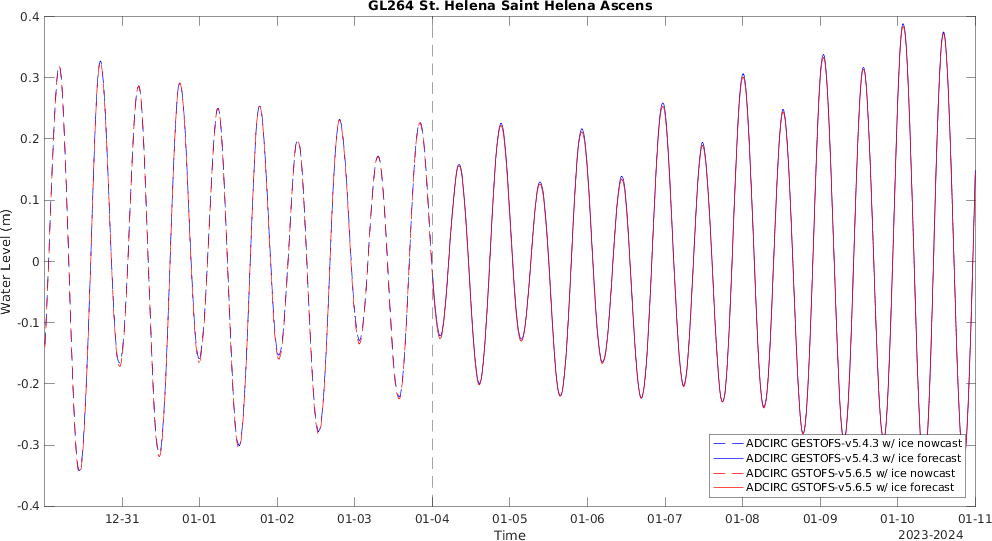 GL264 St. Helena Saint Helena Ascens
Water Level (m)
0.4
0.3
0.2
0.1
0
-0.1
-0.2
-0.3
-0.4
ADCIRC GESTOFS-v5.4.3 w/ ice nowcast
ADCIRC GESTOFS-v5.4.3 w/ ice forecast
ADCIRC GSTOFS-v5.6.5 w/ ice nowcast
ADCIRC GSTOFS-v5.6.5 w/ ice forecast
12-31 01-01 01-02 01-03 01-04 01-05 01-06 01-07 01-08 01-09 01-10 01-11
Time
2023-2024